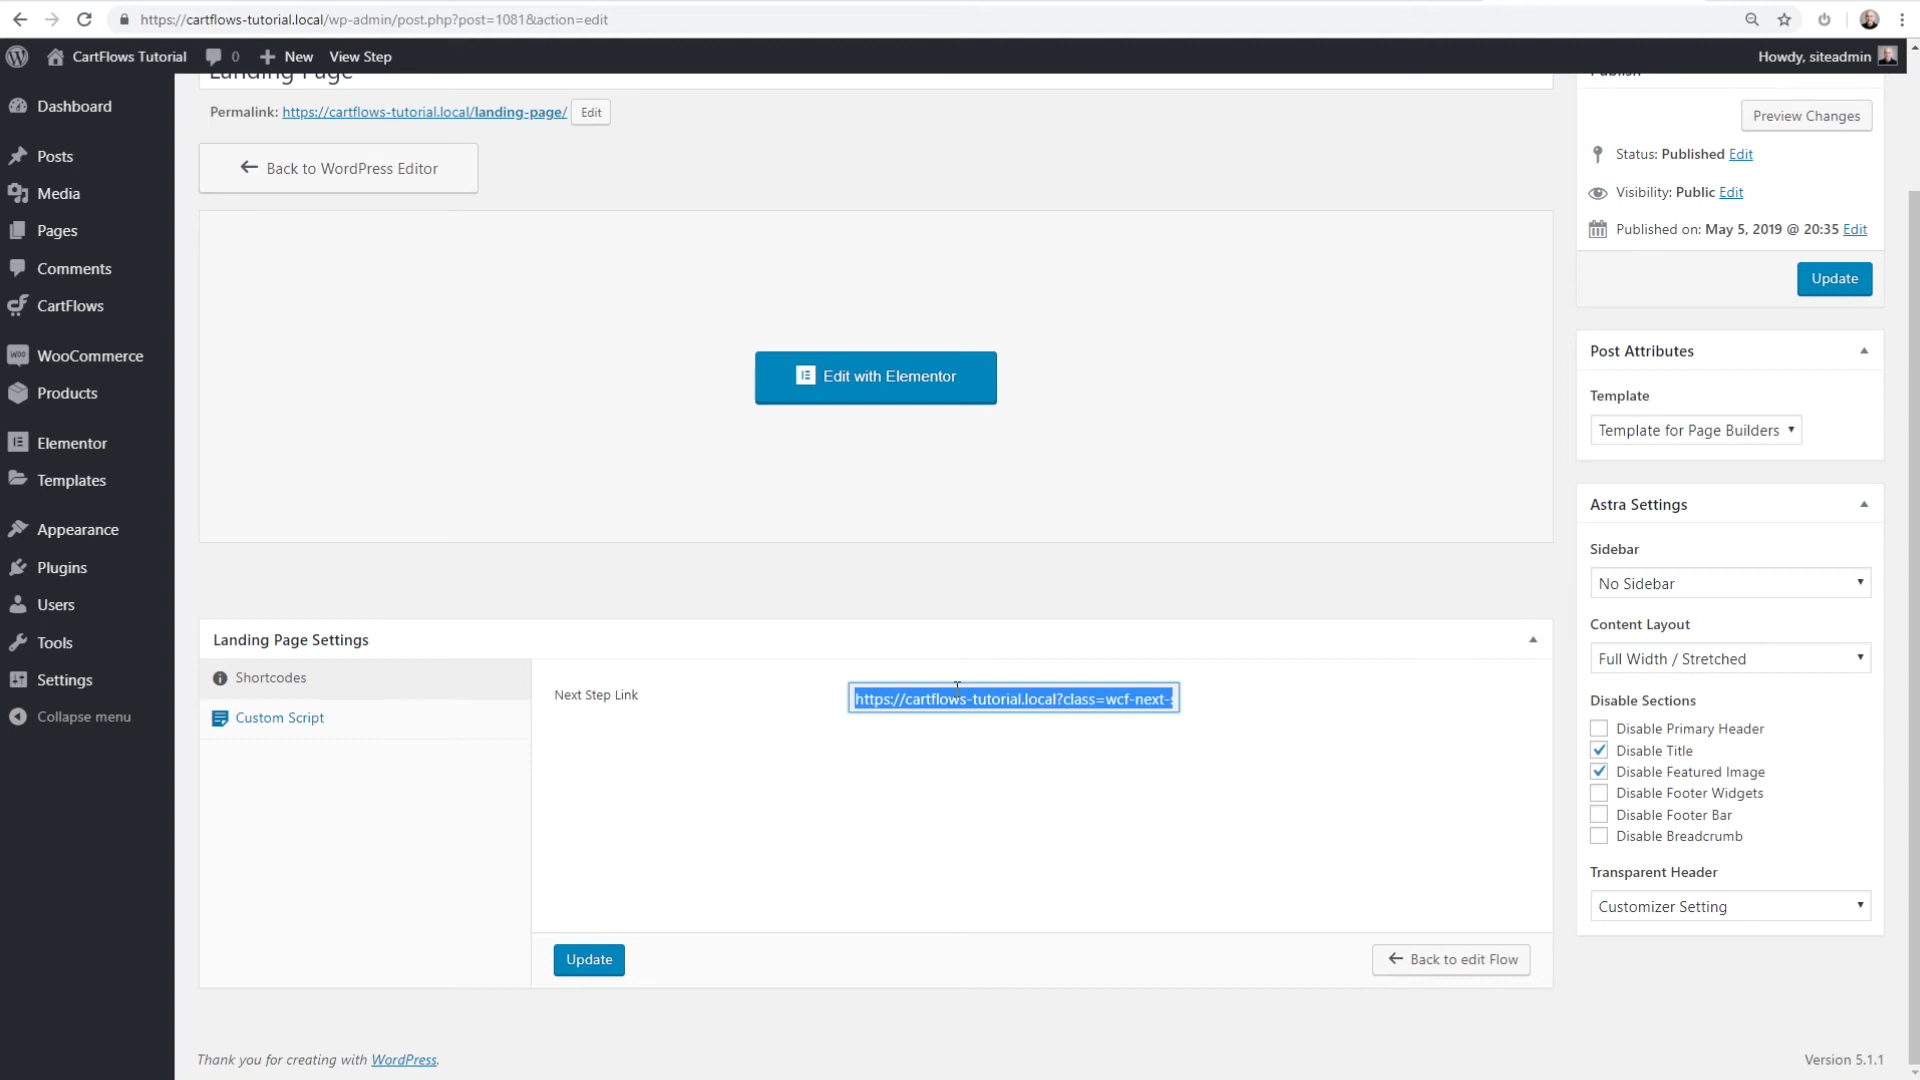 https://cartflows-tutorial.local/wp-admin/post.php?post=1081&action=edit
CartFlows Tutorial 0 New View Step Howdy, siteadmin
Dashboard
Posts
Media
Pages
Comments
CartFlows
WooCommerce
Products
Elementor
Templates
Appearance
Plugins
Users
Tools
Settings
Collapse menu
Landing Page
Permalink: https://cartflows-tutorial.local/landing-page/ Edit
Back to WordPress Editor
Edit with Elementor
Landing Page Settings
Shortcodes
Custom Script
Next Step Link
https://cartflows-tutorial.local?class=wcf-next-
Update
Back to edit Flow
Publish
Preview Changes
Status: Published Edit
Visibility: Public Edit
Published on: May 5, 2019 @ 20:35 Edit
Update
Post Attributes
Template
Template for Page Builders
Astra Settings
Sidebar
No Sidebar
Content Layout
Full Width / Stretched
Disable Sections
Disable Primary Header
Disable Title
Disable Featured Image
Disable Footer Widgets
Disable Footer Bar
Disable Breadcrumb
Transparent Header
Customizer Setting
Thank you for creating with WordPress.
Version 5.1.1